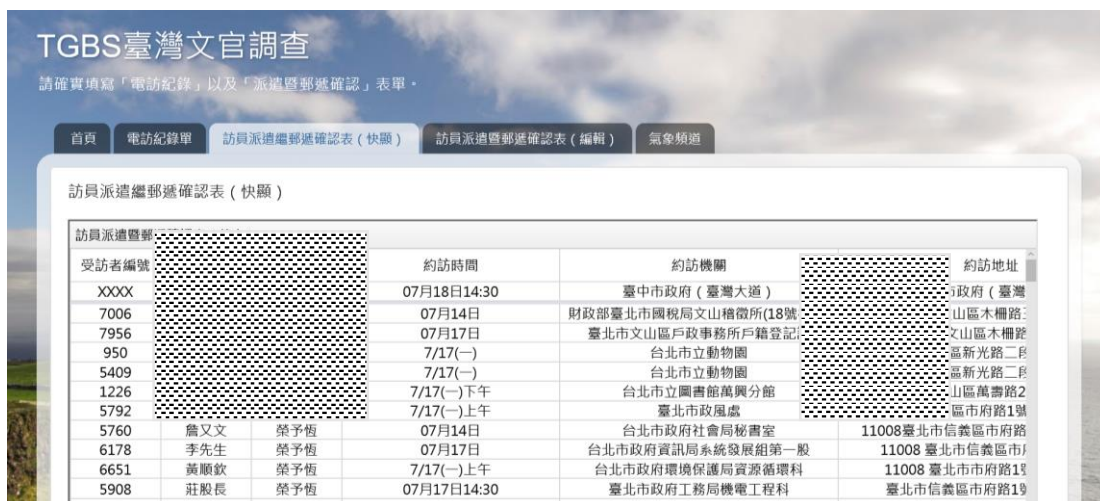 TGBS臺灣文官調查
請確實填寫「電訪紀錄」以及「派遣暨郵遞確認」表單。
首頁 電訪紀錄單 訪員派遣繼郵遞確認表(快顯) 訪員派遣暨郵遞確認表(編輯) 氣象頻道
訪員派遣繼郵遞確認表(快顯)
訪員派遣暨郵
受訪者編號 約訪時間 約訪機關 約訪地址
XXXX 07月18日14:30 臺中市政府(臺灣大道) 政府(臺灣
7006 07月14日 財政部臺北市國稅局文山稽徵所(18號 山區木柵路三
7956 07月17日 臺北市文山區戶政事務所戶籍登記 文山區木柵路
950 7/17(一) 台北市立動物園 區新光路二段
5409 7/17(一) 台北市立動物園 區新光路二段
1226 7/17(一)下午 台北市立圖書館萬興分館 山區萬壽路2
5792 7/17(一)上午 臺北市政風處 區市府路1號
5760 詹又文 榮予恆 07月14日 台北市政府社會局秘書室 11008臺北市信義區市府路
6178 李先生 榮予恆 07月17日 台北市政府資訊局系統發展組第一股 11008 臺北市信義區市府
6651 黃順欽 榮予恆 7/17(一)上午 台北市政府環境保護局資源循環科 11008 臺北市市府路1號
5908 莊股長 榮予恆 07月17日14:30 臺北市政府工務局機電工程科 臺北市信義區市府路1號